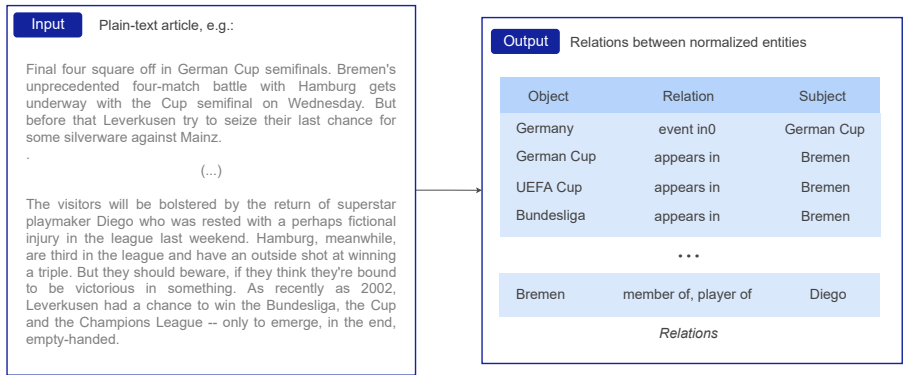 Input
Plain-text article, e.g.:
Final four square off in German Cup semifinals. Bremen's
unprecedented four-match battle with Hamburg gets
underway with the Cup semifinal on Wednesday. But
before that Leverkusen try to seize their last chance for
some silverware against Mainz.
.
(...)
The visitors will be bolstered by the return of superstar
playmaker Diego who was rested with a perhaps fictional
injury in the league last weekend. Hamburg, meanwhile,
are third in the league and have an outside shot at winning
a triple. But they should beware, if they think they're bound
to be victorious in something. As recently as 2002,
Leverkusen had a chance to win the Bundesliga, the Cup
and the Champions League -- only to emerge, in the end,
empty-handed.
Output
Relations between normalized entities
Object Relation Subject
Germany event in0 German Cup
German Cup appears in Bremen
UEFA Cup appears in Bremen
Bundesliga appears in Bremen
...
Bremen member of, player of Diego
Relations